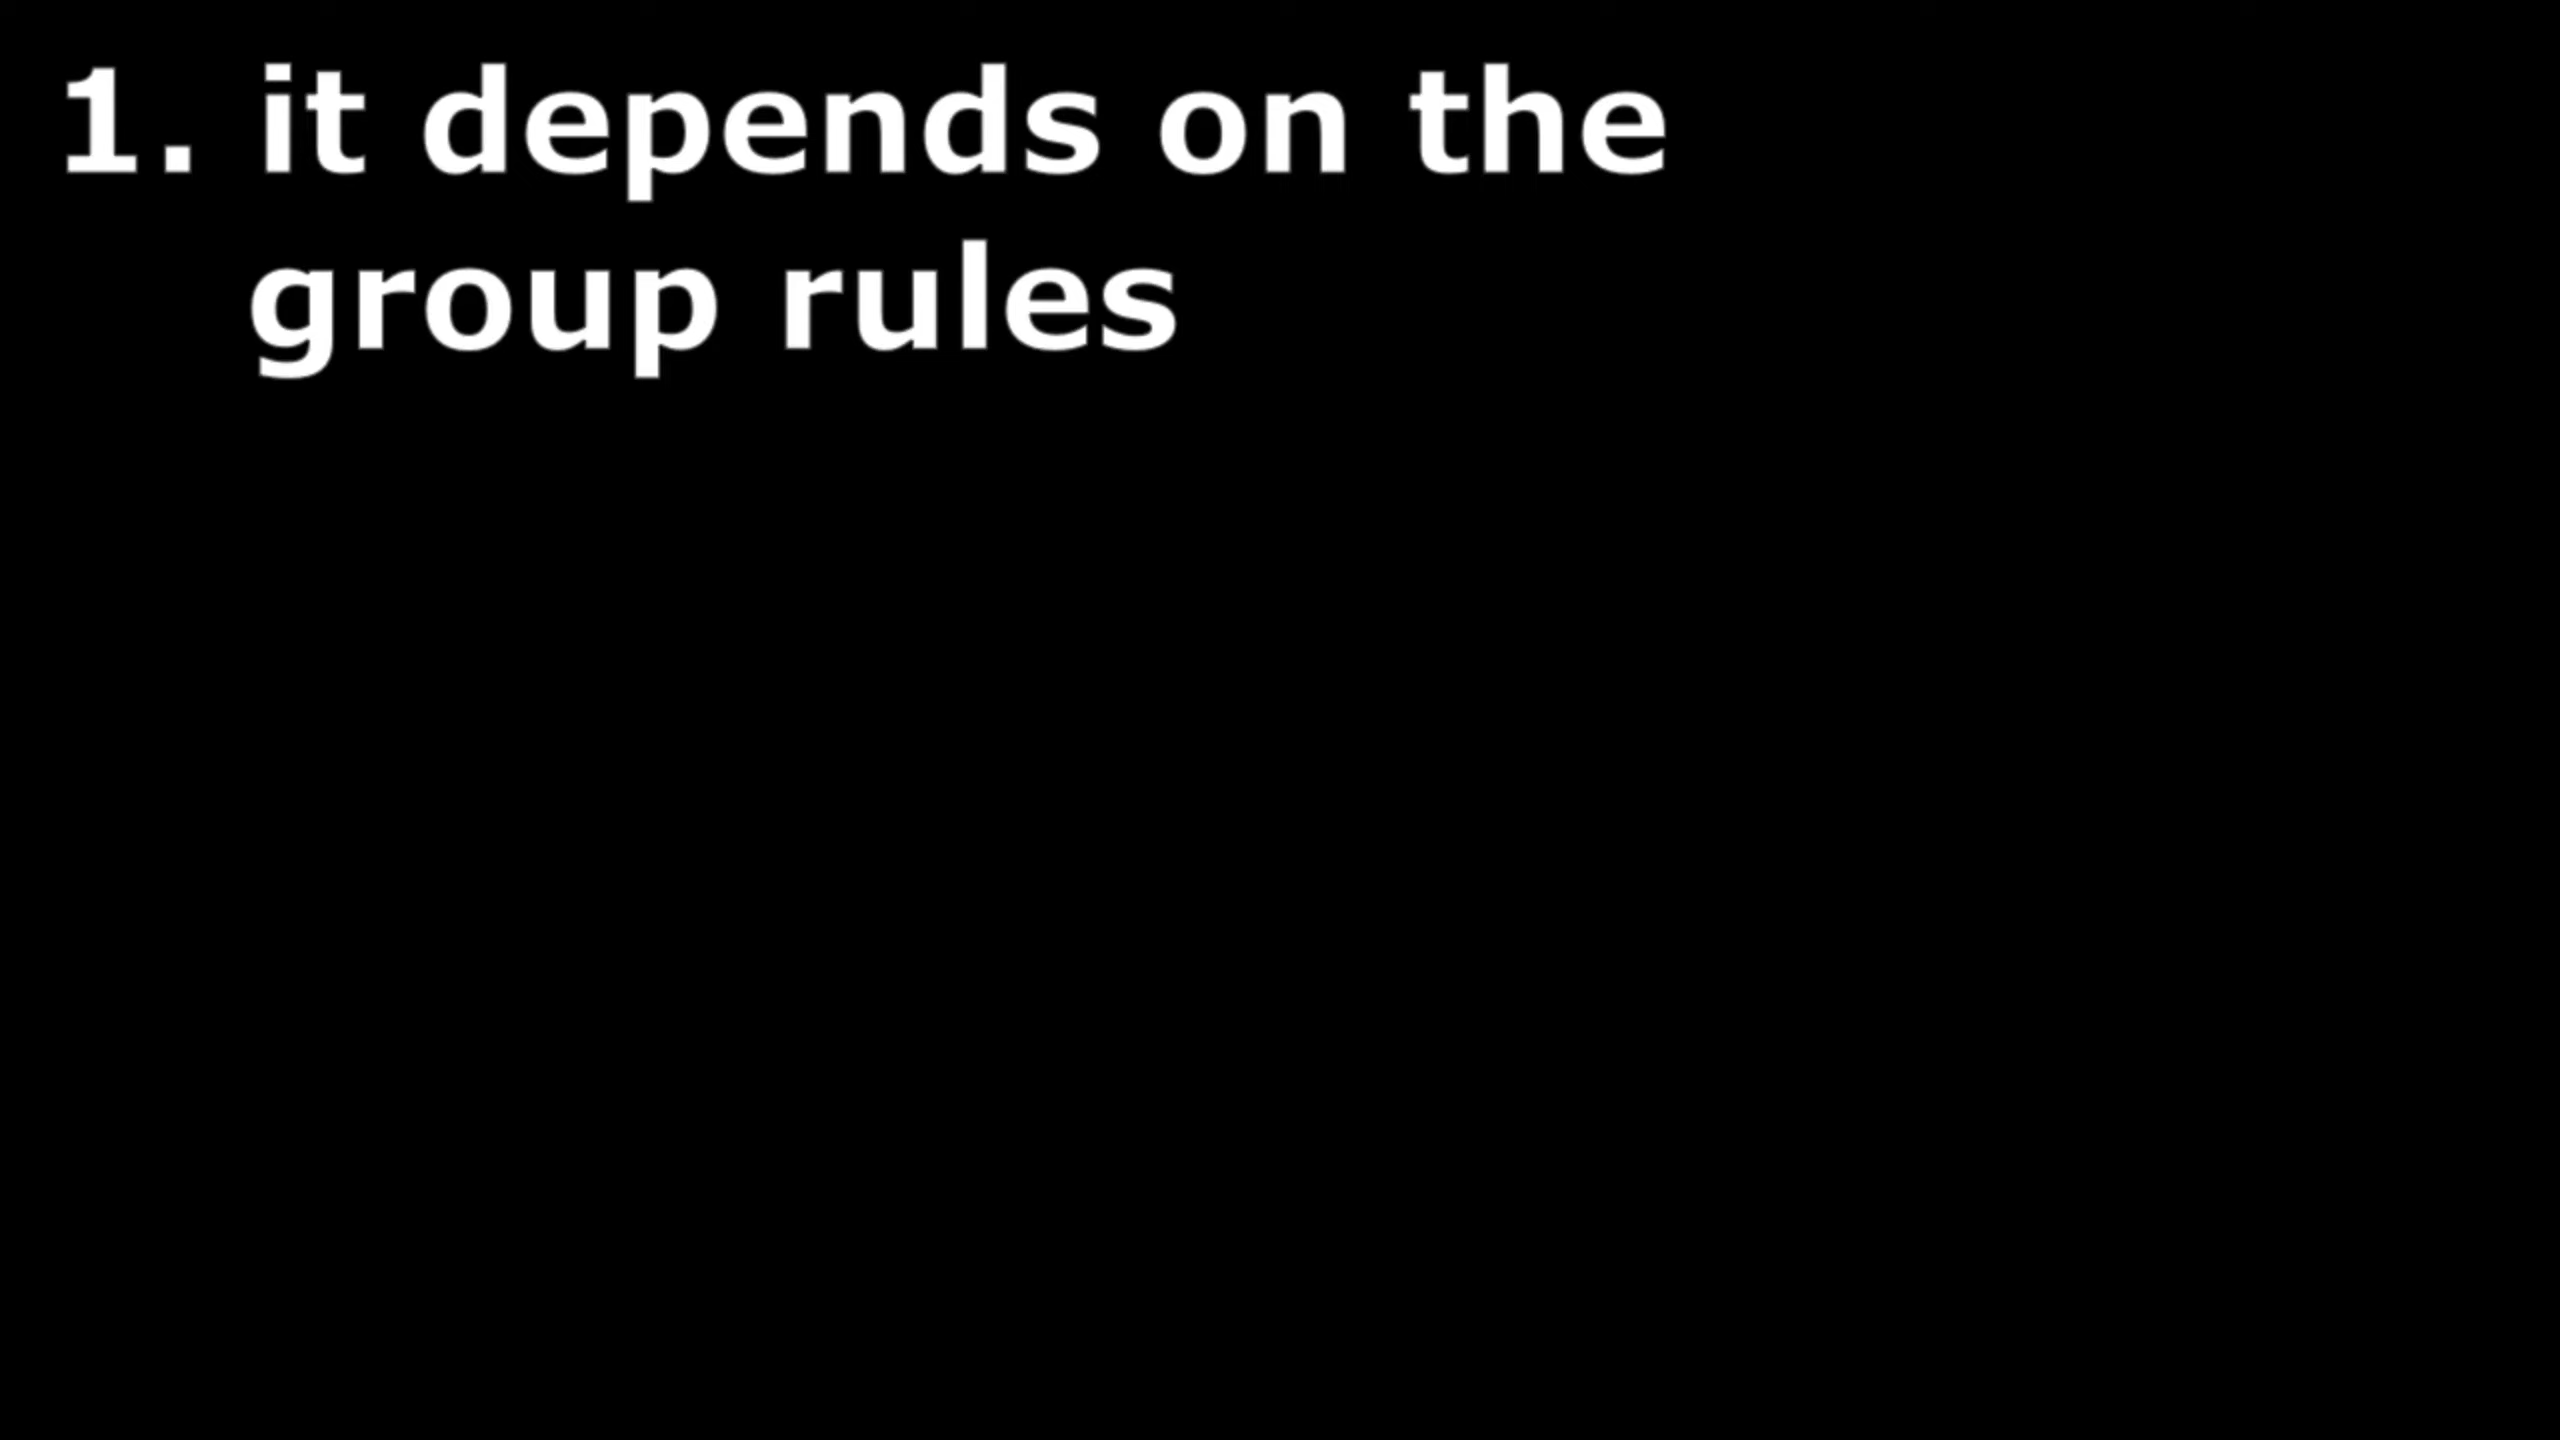 1. it depends on the
group rules